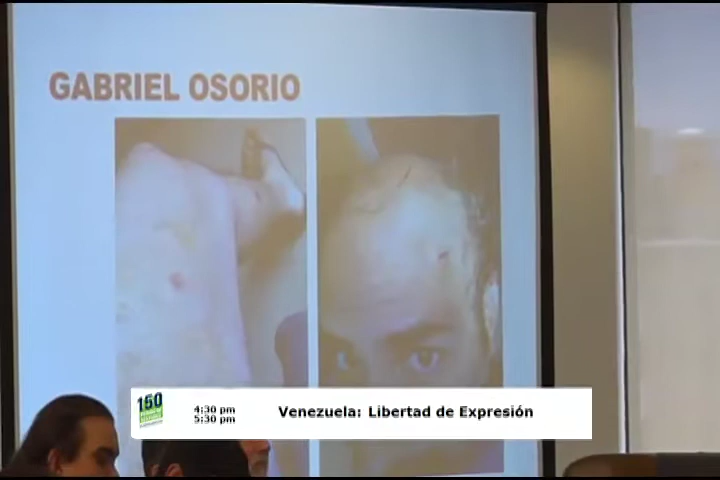 GABRIEL OSORIO
150
4:30 pm
5:30 pm
Venezuela: Libertad de Expresión